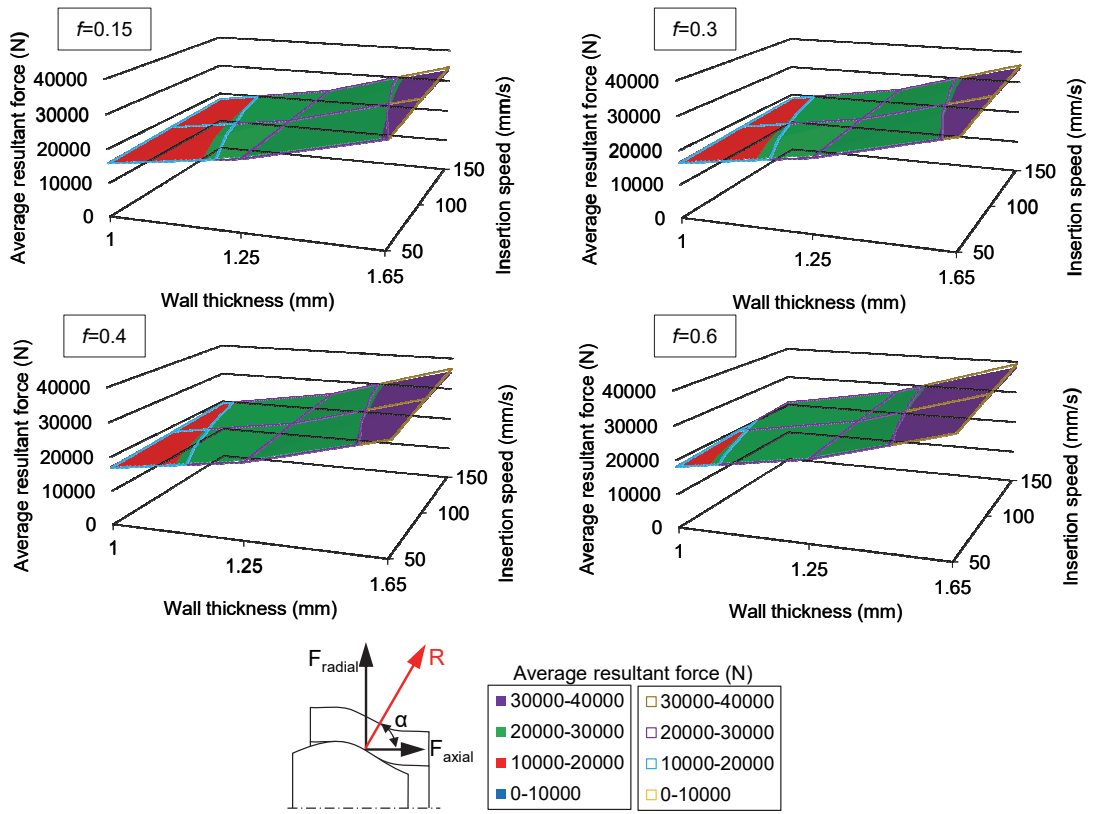 f=0.15
Average resultant force (N)
40000
30000
20000
10000
0
1
1.25
1.65
50
100
150
Wall thickness (mm)
Insertion speed (mm/s)
f=0.3
Average resultant force (N)
40000
30000
20000
10000
0
1
1.25
1.65
50
100
150
Wall thickness (mm)
Insertion speed (mm/s)
f=0.4
Average resultant force (N)
40000
30000
20000
10000
0
1
1.25
1.65
50
100
150
Wall thickness (mm)
Insertion speed (mm/s)
f=0.6
Average resultant force (N)
40000
30000
20000
10000
0
1
1.25
1.65
50
100
150
Wall thickness (mm)
Insertion speed (mm/s)
Fradial
R
α
Faxial
Average resultant force (N)
30000-40000
20000-30000
10000-20000
0-10000
30000-40000
20000-30000
10000-20000
0-10000